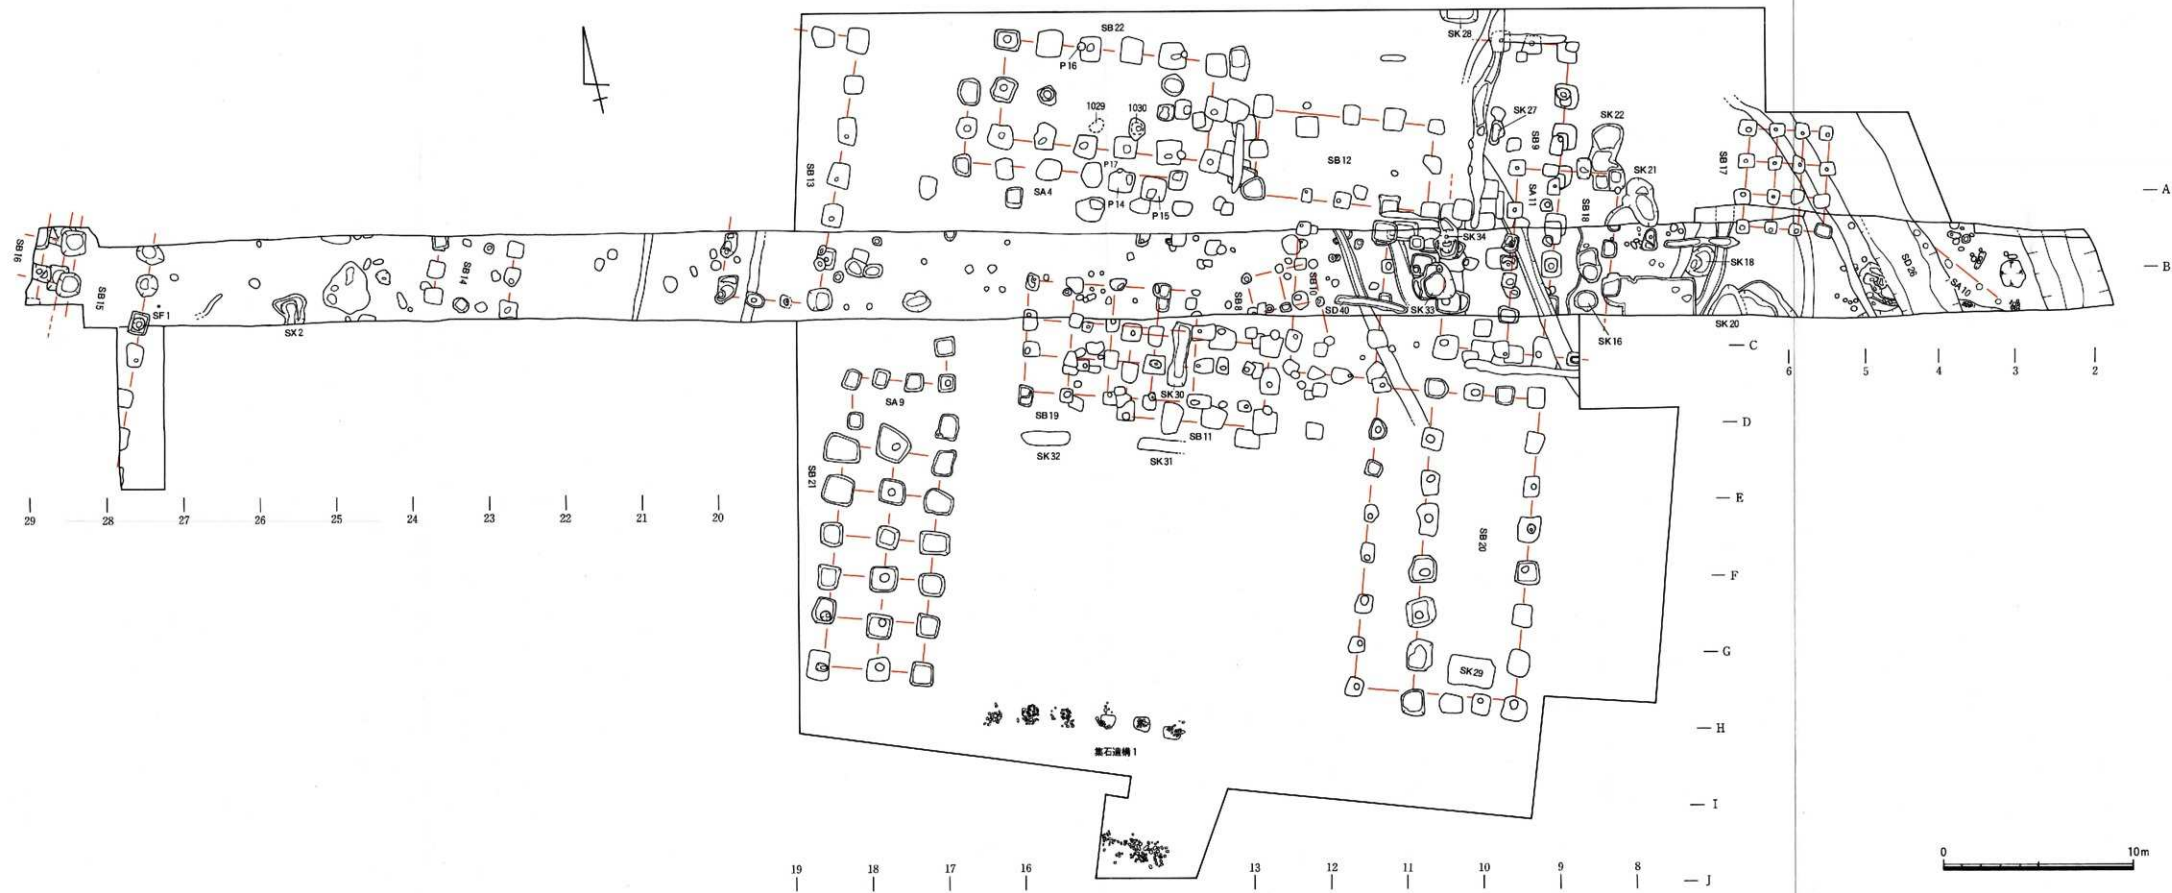 SB22
SK28
P16
1029
1030
SK27
SK22
SB9
SB13
SB12
SB17
SK21
P17
SA4
P14
P15
SA11
SB18
A
SB16
SK34
SB14
SB15
SB8
SB10
SK18
B
SD26
SA10
SF1
SX2
SD40
SK33
SK20
SK16
C
6
5
4
3
2
SA9
SK30
SB19
SB11
D
SK32
SK31
SB21
29
28
27
26
25
24
23
22
21
20
E
SB20
F
G
SK29
H
集石遺構1
I
0
10m
19
18
17
16
13
12
11
10
9
8
J